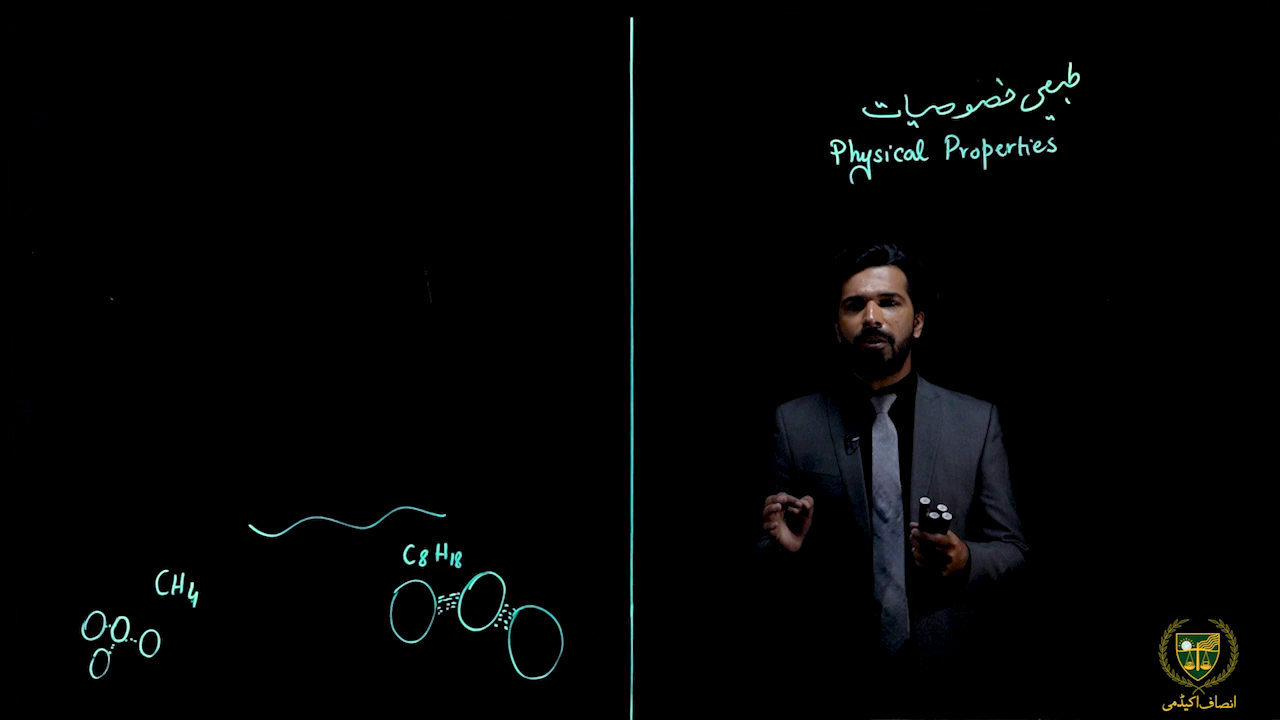 طبعی خصوصیات
Physical Properties
C8H18
CH4
انصاف اکیڈمی